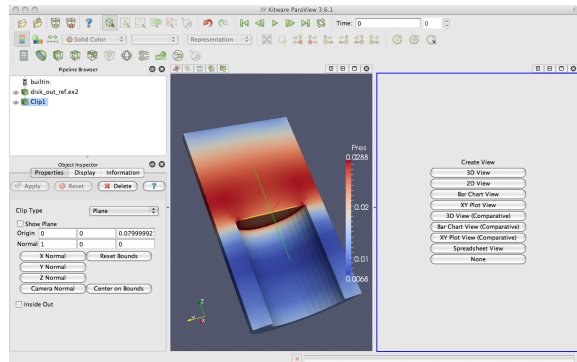 Kitware ParaView 3.6.1
Time: 0 0
Solid Color Representation
Pipeline Browser
builtin:
disk_out_ref.ex2
Clip1
Object Inspector
Properties Display Information
Apply Reset Delete ?
Clip Type Plane
Show Plane
Origin 0 0 0.07999992
Normal 1 0 0
X Normal Reset Bounds
Y Normal
Z Normal
Camera Normal Center on Bounds
Inside Out
Pres
0.0288
0.02
0.01
0.0066
Z
Y
X
Create View
3D View
2D View
Bar Chart View
XY Plot View
3D View (Comparative)
Bar Chart View (Comparative)
XY Plot View (Comparative)
Spreadsheet View
None